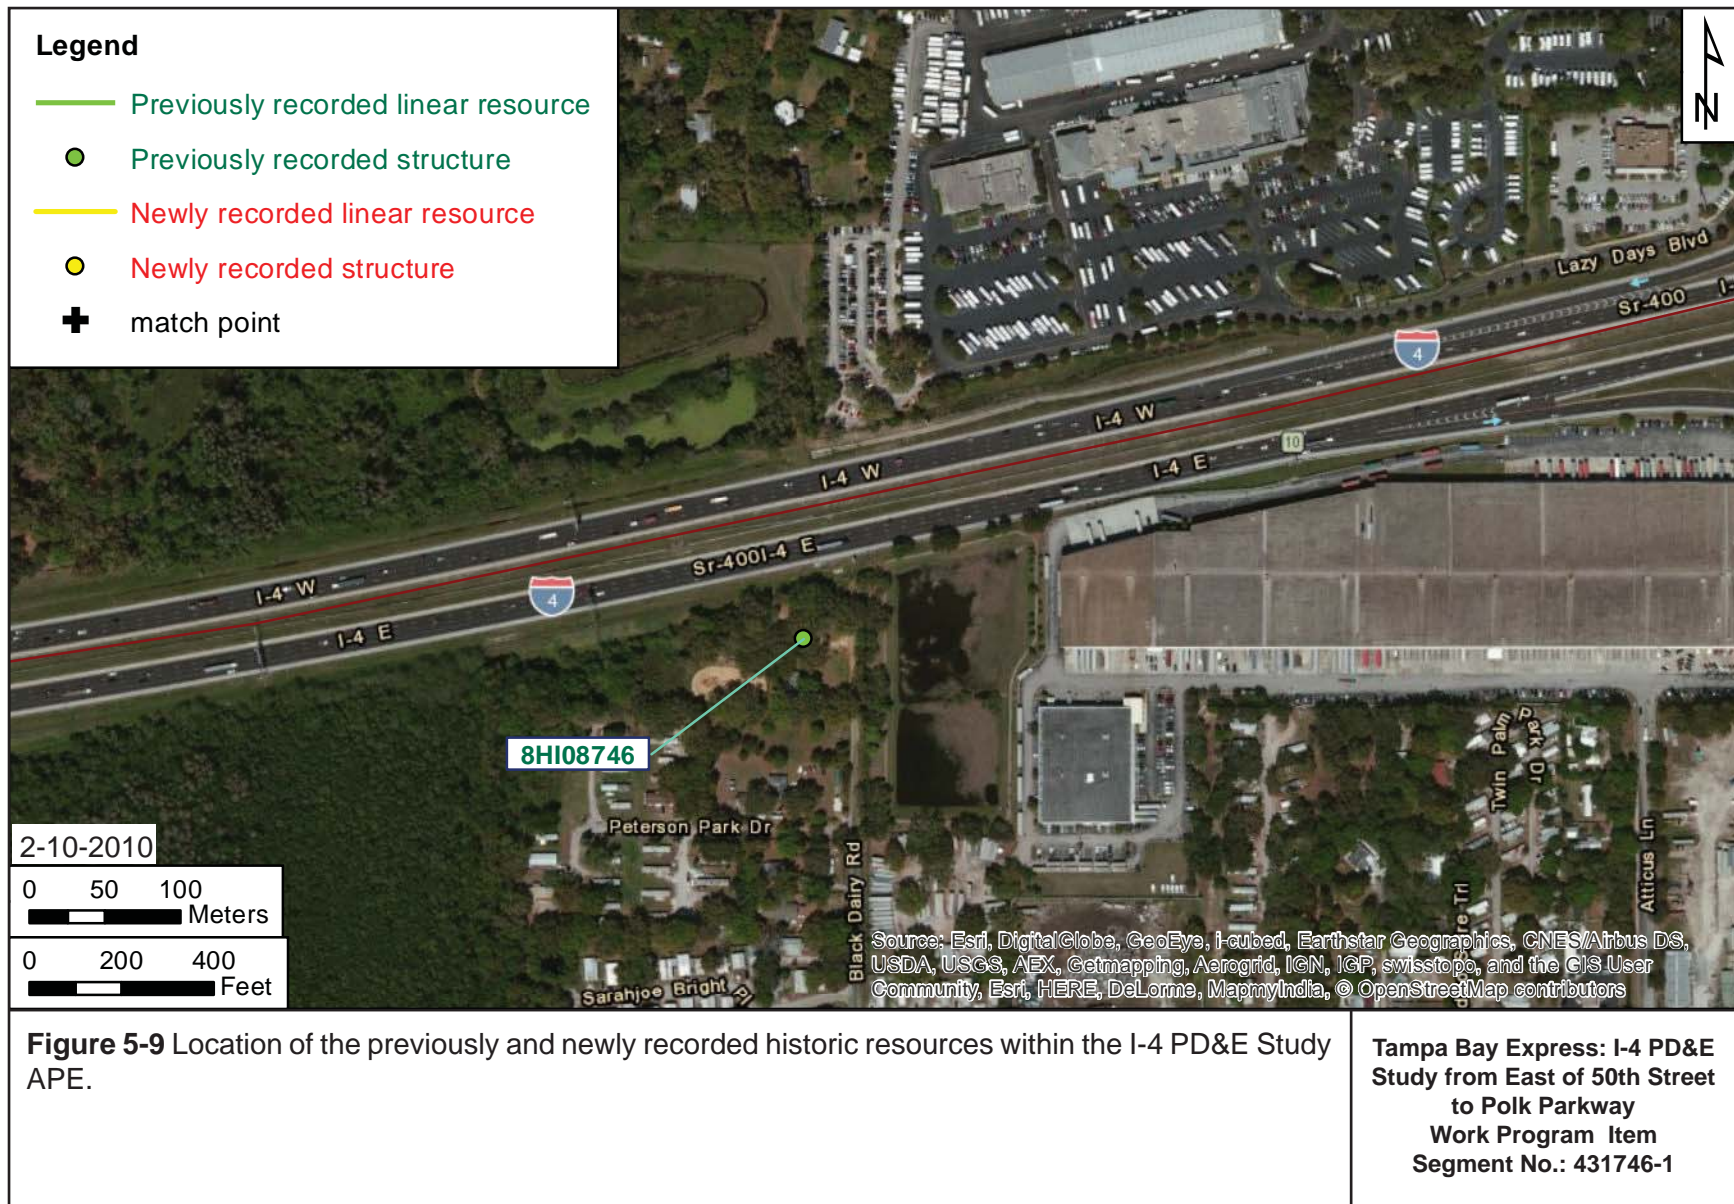 Legend
Previously recorded linear resource
Previously recorded structure
Newly recorded linear resource
Newly recorded structure
match point
N
Lazy Days Blvd
Sr-400
I-
4
I-4 W
10
I-4 E
I-4 W
Sr-400I-4 E
I-4 W
4
I-4 E
8HI08746
Peterson Park Dr
Black Dairy Rd
Twin Palm
Park Dr
Atticus Ln
Sarahjoe Bright Pl
2-10-2010
0 50 100
Meters
0 200 400
Feet
Source: Esri, DigitalGlobe, GeoEye, i-cubed, Earthstar Geographics, CNES/Airbus DS,
USDA, USGS, AEX, Getmapping, Aerogrid, IGN, IGP, swisstopo, and the GIS User
Community, Esri, HERE, DeLorme, MapmyIndia, © OpenStreetMap contributors
Figure 5-9 Location of the previously and newly recorded historic resources within the I-4 PD&E Study
APE.
Tampa Bay Express: I-4 PD&E
Study from East of 50th Street
to Polk Parkway
Work Program Item
Segment No.: 431746-1